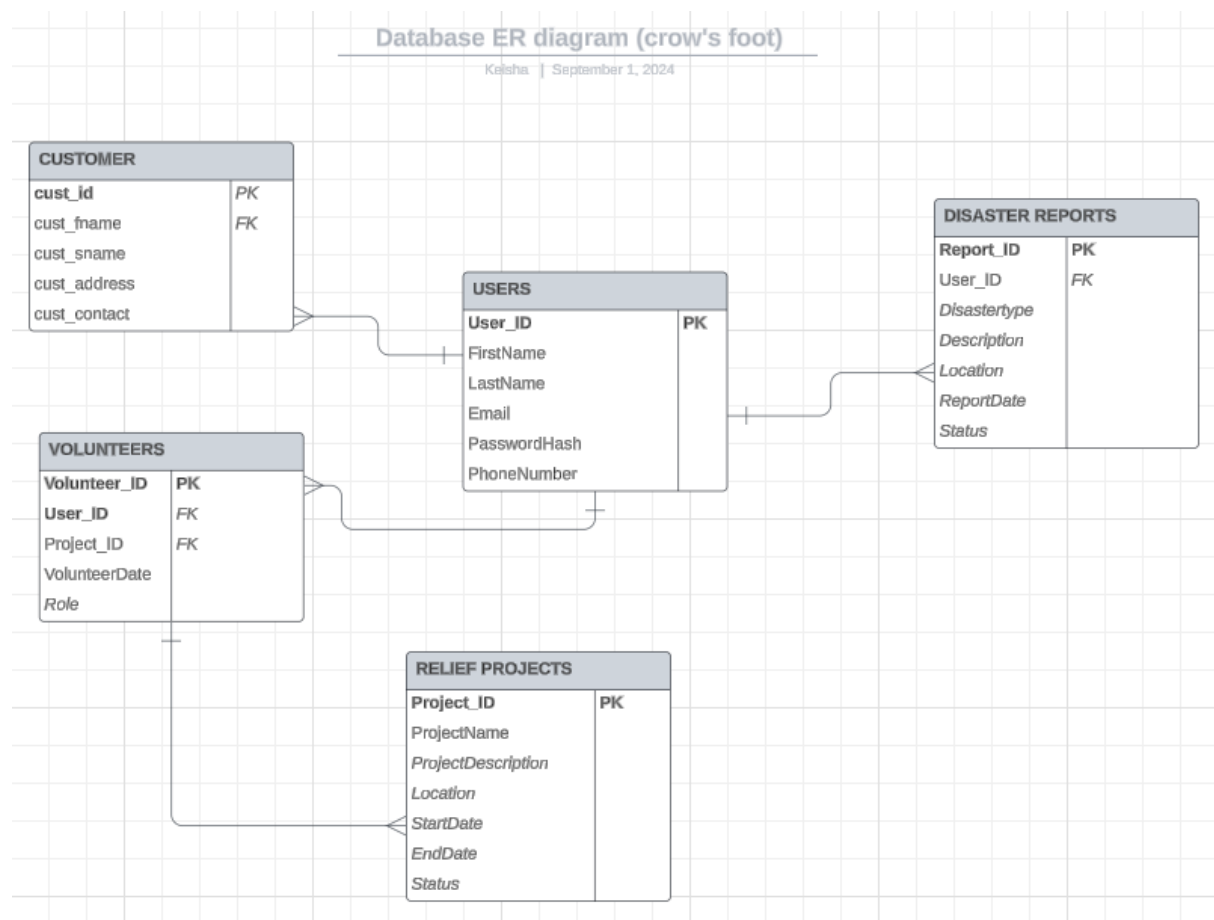 Database ER diagram (crow's foot)
Keisha | September 1, 2024
CUSTOMER
cust_id PK
cust_fname FK
cust_sname
cust_address
cust_contact
USERS
User_ID PK
FirstName
LastName
Email
PasswordHash
PhoneNumber
DISASTER REPORTS
Report_ID PK
User_ID FK
Disastertype
Description
Location
ReportDate
Status
VOLUNTEERS
Volunteer_ID PK
User_ID FK
Project_ID FK
VolunteerDate
Role
RELIEF PROJECTS
Project_ID PK
ProjectName
ProjectDescription
Location
StartDate
EndDate
Status